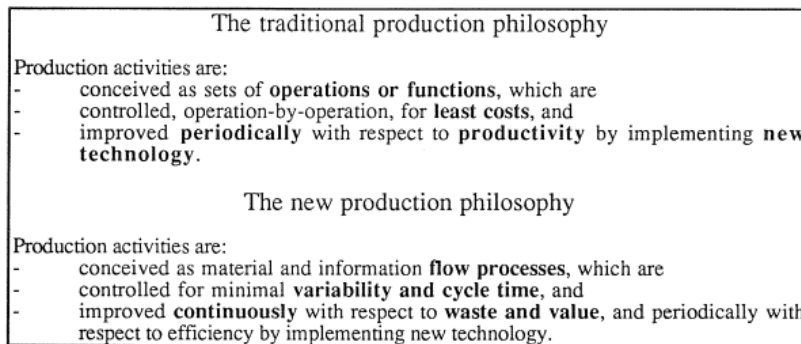 The traditional production philosophy
Production activities are:
- conceived as sets of operations or functions, which are
- controlled, operation-by-operation, for least costs, and
- improved periodically with respect to productivity by implementing new
technology.
The new production philosophy
Production activities are:
- conceived as material and information flow processes, which are
- controlled for minimal variability and cycle time, and
- improved continuously with respect to waste and value, and periodically with
respect to efficiency by implementing new technology.